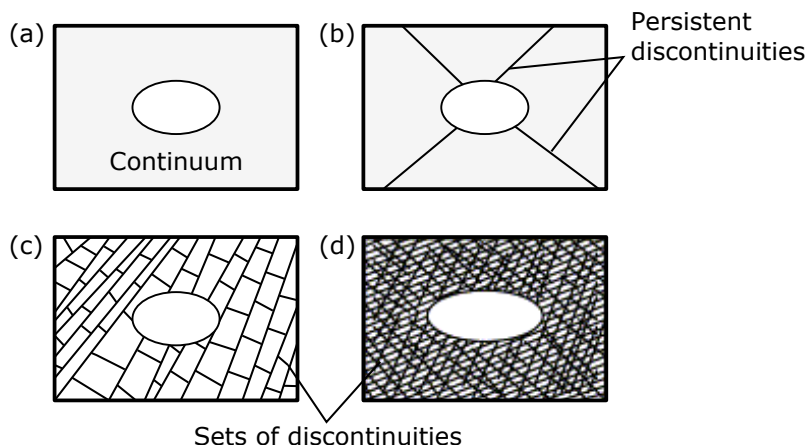 (a)
Continuum
(b)
Persistent
discontinuities
(c)
(d)
Sets of discontinuities